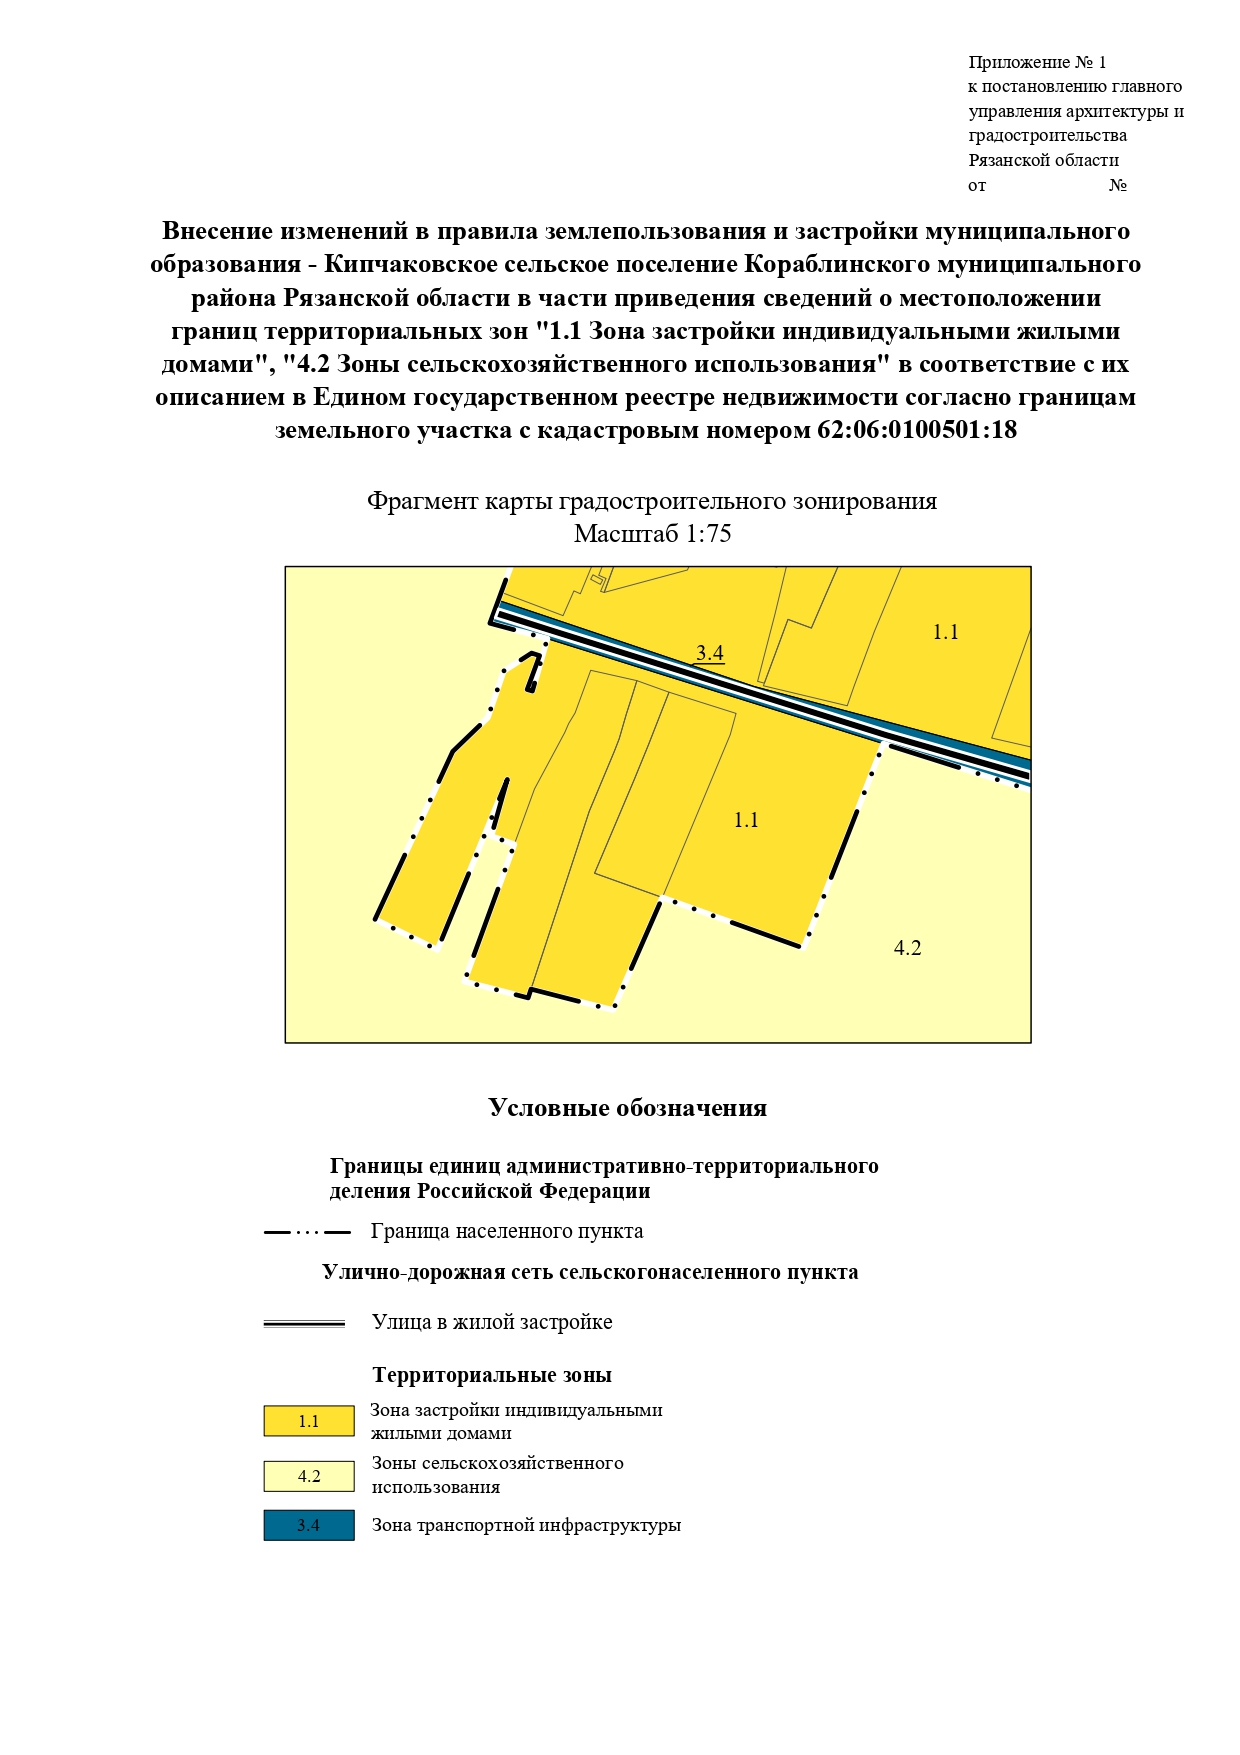 Приложение № 1
к постановлению главного
управления архитектуры и
градостроительства
Рязанской области
от №
Внесение изменений в правила землепользования и застройки муниципального
образования - Кипчаковское сельское поселение Кораблинского муниципального
района Рязанской области в части приведения сведений о местоположении
границ территориальных зон "1.1 Зона застройки индивидуальными жилыми
домами", "4.2 Зоны сельскохозяйственного использования" в соответствие с их
описанием в Едином государственном реестре недвижимости согласно границам
земельного участка с кадастровым номером 62:06:0100501:18
Фрагмент карты градостроительного зонирования
Масштаб 1:75
1.1
3.4
1.1
4.2
Условные обозначения
Границы единиц административно-территориального
деления Российской Федерации
Граница населенного пункта
Улично-дорожная сеть сельскогонаселенного пункта
Улица в жилой застройке
Территориальные зоны
1.1 Зона застройки индивидуальными
жилыми домами
4.2 Зоны сельскохозяйственного
использования
3.4 Зона транспортной инфраструктуры